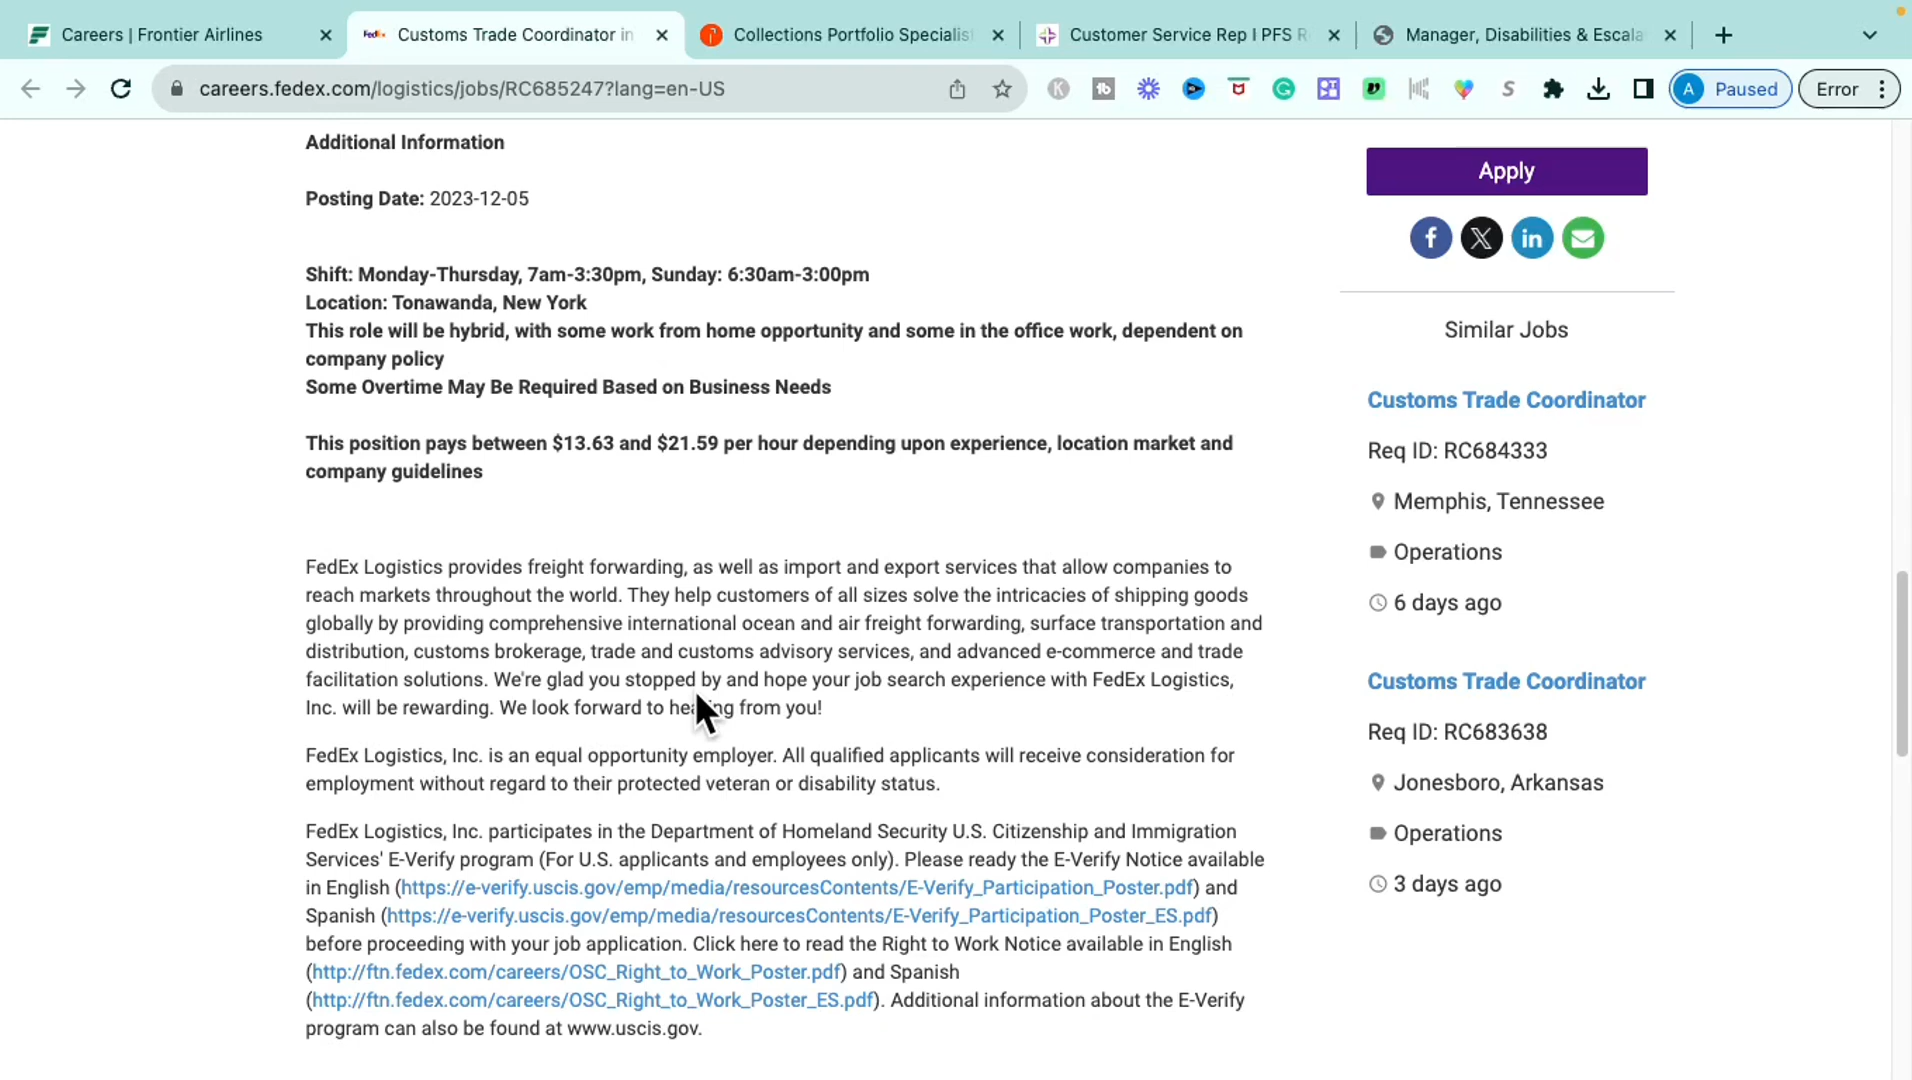 Careers | Frontier Airlines
FedEx Customs Trade Coordinator in
Collections Portfolio Specialist
Customer Service Rep I PFS R
Manager, Disabilities & Escala
careers.fedex.com/logistics/jobs/RC685247?lang=en-US
A Paused
Error
Additional Information
Posting Date: 2023-12-05
Shift: Monday-Thursday, 7am-3:30pm, Sunday: 6:30am-3:00pm
Location: Tonawanda, New York
This role will be hybrid, with some work from home opportunity and some in the office work, dependent on
company policy
Some Overtime May Be Required Based on Business Needs
This position pays between $13.63 and $21.59 per hour depending upon experience, location market and
company guidelines
FedEx Logistics provides freight forwarding, as well as import and export services that allow companies to
reach markets throughout the world. They help customers of all sizes solve the intricacies of shipping goods
globally by providing comprehensive international ocean and air freight forwarding, surface transportation and
distribution, customs brokerage, trade and customs advisory services, and advanced e-commerce and trade
facilitation solutions. We're glad you stopped by and hope your job search experience with FedEx Logistics,
Inc. will be rewarding. We look forward to hearing from you!
FedEx Logistics, Inc. is an equal opportunity employer. All qualified applicants will receive consideration for
employment without regard to their protected veteran or disability status.
FedEx Logistics, Inc. participates in the Department of Homeland Security U.S. Citizenship and Immigration
Services' E-Verify program (For U.S. applicants and employees only). Please ready the E-Verify Notice available
in English (https://e-verify.uscis.gov/emp/media/resourcesContents/E-Verify_Participation_Poster.pdf) and
Spanish (https://e-verify.uscis.gov/emp/media/resourcesContents/E-Verify_Participation_Poster_ES.pdf)
before proceeding with your job application. Click here to read the Right to Work Notice available in English
(http://ftn.fedex.com/careers/OSC_Right_to_Work_Poster.pdf) and Spanish
(http://ftn.fedex.com/careers/OSC_Right_to_Work_Poster_ES.pdf). Additional information about the E-Verify
program can also be found at www.uscis.gov.
Apply
Similar Jobs
Customs Trade Coordinator
Req ID: RC684333
Memphis, Tennessee
Operations
6 days ago
Customs Trade Coordinator
Req ID: RC683638
Jonesboro, Arkansas
Operations
3 days ago